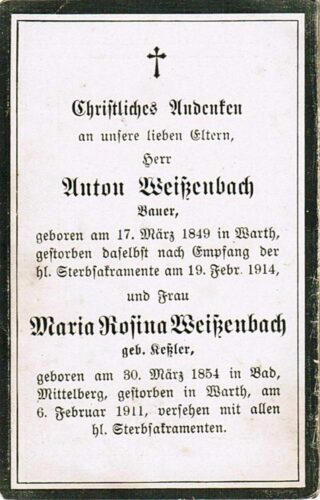 Christliches Andenken
an unsere lieben Eltern,
Herr
Anton Weißenbach
Bauer,
geboren am 17. März 1849 in Warth,
gestorben daselbst nach Empfang der
hl. Sterbsakramente am 19. Febr. 1914,
und Frau
Maria Rosina Weißenbach
geb. Keßler,
geboren am 30. März 1854 in Bad,
Mittelberg, gestorben in Warth, am
6. Februar 1911, versehen mit allen
hl. Sterbsakramenten.